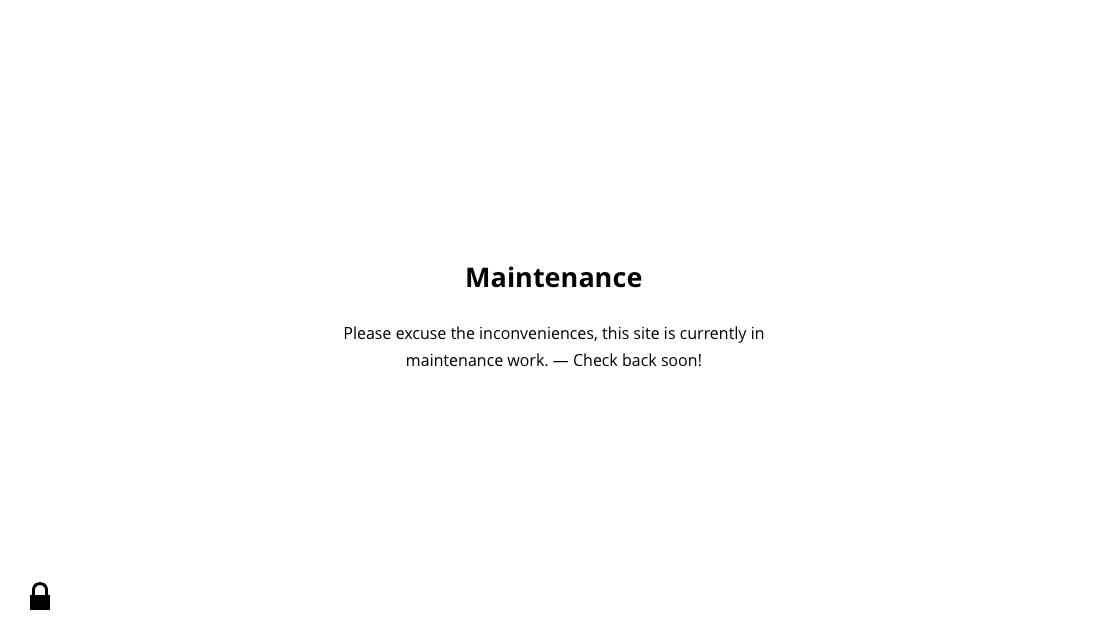 Maintenance
Please excuse the inconveniences, this site is currently in
maintenance work. — Check back soon!